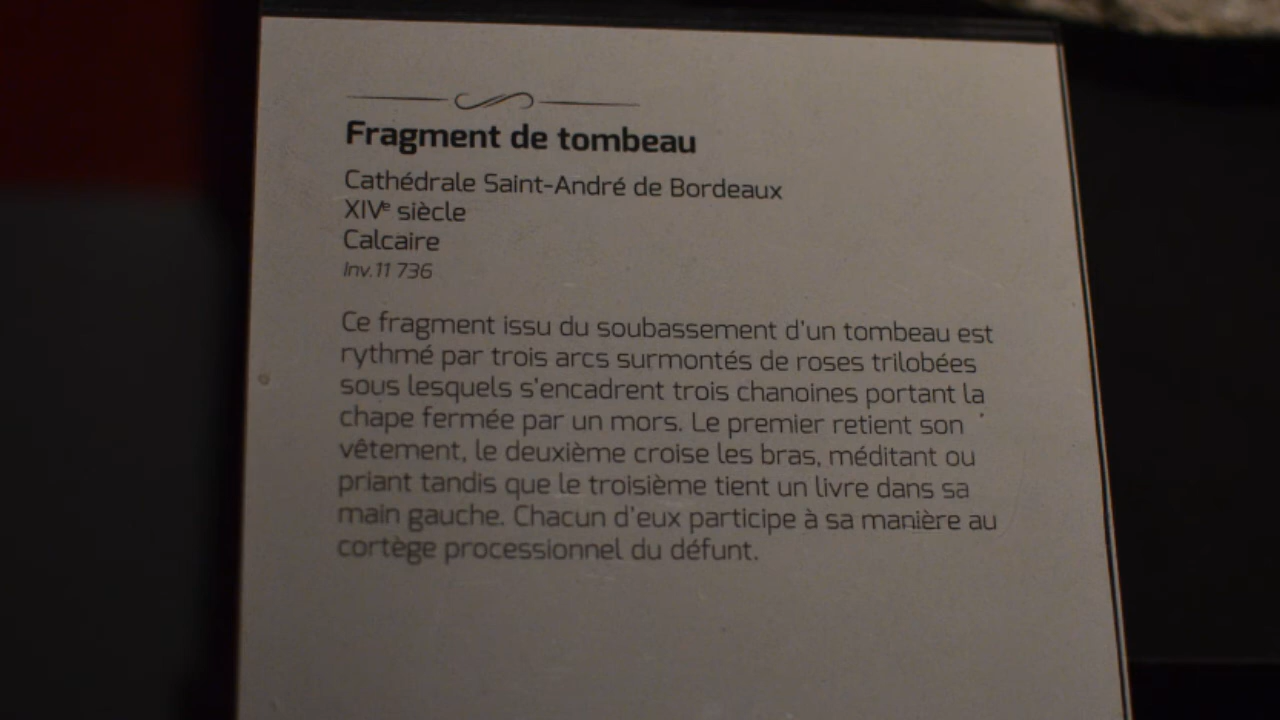 Fragment de tombeau
Cathédrale Saint-André de Bordeaux
XIVe siècle
Calcaire
Inv.11 736
Ce fragment issu du soubassement d'un tombeau est
rythmé par trois arcs surmontés de roses trilobées
sous lesquels s'encadrent trois chanoines portant la
chape fermée par un mors. Le premier retient son
vêtement, le deuxième croise les bras, méditant ou
priant tandis que le troisième tient un livre dans sa
main gauche. Chacun d'eux participe à sa manière au
cortège processionnel du défunt.